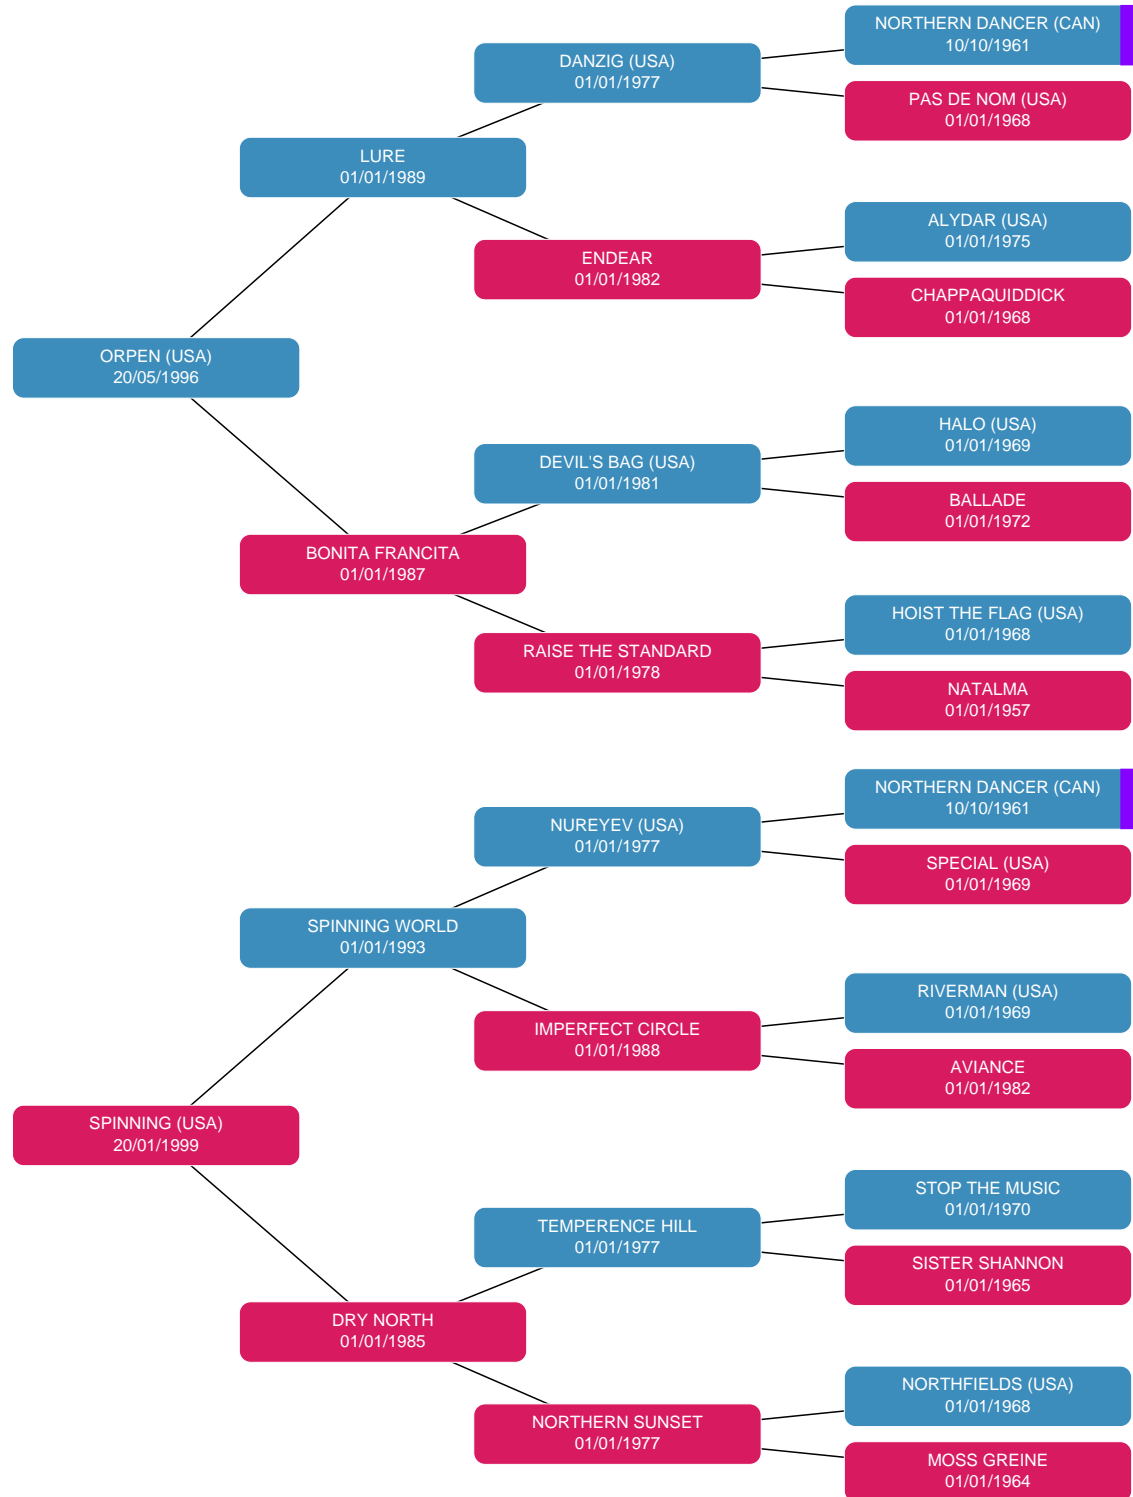 NORTHERN DANCER (CAN)
10/10/1961
DANZIG (USA)
01/01/1977
PAS DE NOM (USA)
01/01/1968
LURE
01/01/1989
ALYDAR (USA)
01/01/1975
ENDEAR
01/01/1982
CHAPPAQUIDDICK
01/01/1968
ORPEN (USA)
20/05/1996
HALO (USA)
01/01/1969
DEVIL'S BAG (USA)
01/01/1981
BALLADE
01/01/1972
BONITA FRANCITA
01/01/1987
HOIST THE FLAG (USA)
01/01/1968
RAISE THE STANDARD
01/01/1978
NATALMA
01/01/1957
NORTHERN DANCER (CAN)
10/10/1961
NUREYEV (USA)
01/01/1977
SPECIAL (USA)
01/01/1969
SPINNING WORLD
01/01/1993
RIVERMAN (USA)
01/01/1969
IMPERFECT CIRCLE
01/01/1988
AVIANCE
01/01/1982
SPINNING (USA)
20/01/1999
STOP THE MUSIC
01/01/1970
TEMPERENCE HILL
01/01/1977
SISTER SHANNON
01/01/1965
DRY NORTH
01/01/1985
NORTHFIELDS (USA)
01/01/1968
NORTHERN SUNSET
01/01/1977
MOSS GREINE
01/01/1964